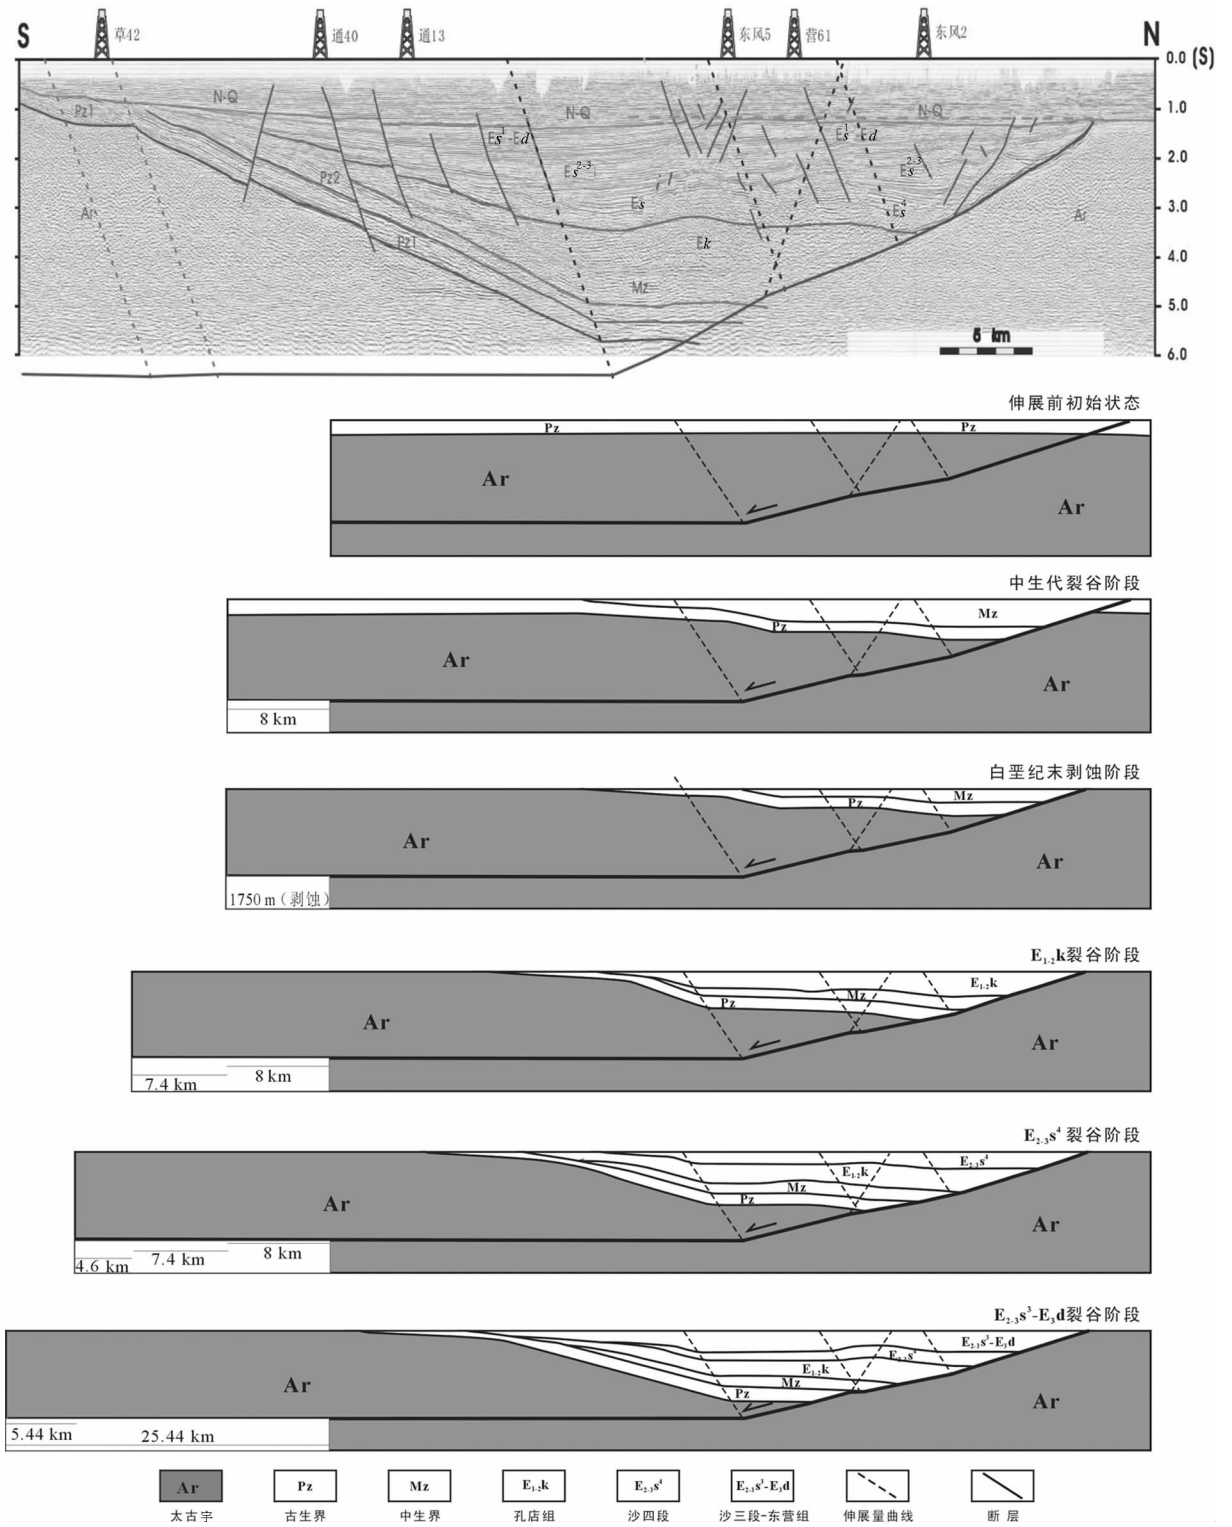 S
草42
通40
通13
东风5
营61
东风2
N
0.0 (S)
1.0
2.0
3.0
4.0
5.0
6.0
Pz1
N-Q
N-Q
N-Q
Es¹-Ed
Es¹ Ed
Es²⁻³
Es²⁻³
Pz2
Es
Es⁴
Ar
Ar
Pz1
Ek
Mz
km
伸展前初始状态
Pz
Pz
Ar
Ar
中生代裂谷阶段
Mz
Pz
Ar
Ar
8 km
白垩纪末剥蚀阶段
Mz
Pz
Ar
Ar
1750 m (剥蚀)
E₁₋₂k裂谷阶段
E₁₋₂k
Mz
Pz
Ar
Ar
7.4 km
8 km
E₂₋₃s⁴ 裂谷阶段
E₂₋₃s⁴
E₁₋₂k
Mz
Pz
Ar
Ar
4.6 km
7.4 km
8 km
E₂₋₃s³-E₃d裂谷阶段
E₂₋₃s³-E₃d
E₂₋₃s⁴
E₁₋₂k
Mz
Pz
Ar
Ar
5.44 km
25.44 km
Ar
Pz
Mz
E₁₋₂k
E₂₋₃s⁴
E₂₋₃s³-E₃d
太古宇
古生界
中生界
孔店组
沙四段
沙三段-东营组
伸展量曲线
断层